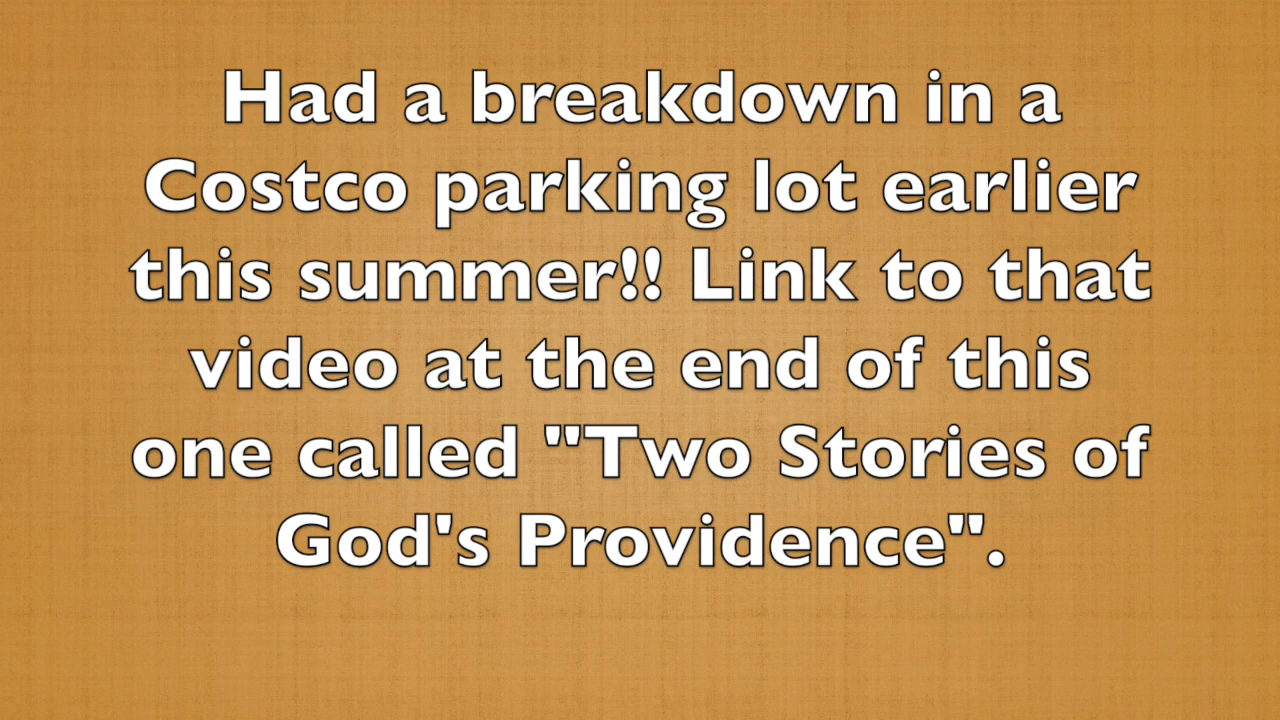 Had a breakdown in a
Costco parking lot earlier
this summer!! Link to that
video at the end of this
one called "Two Stories of
God's Providence".